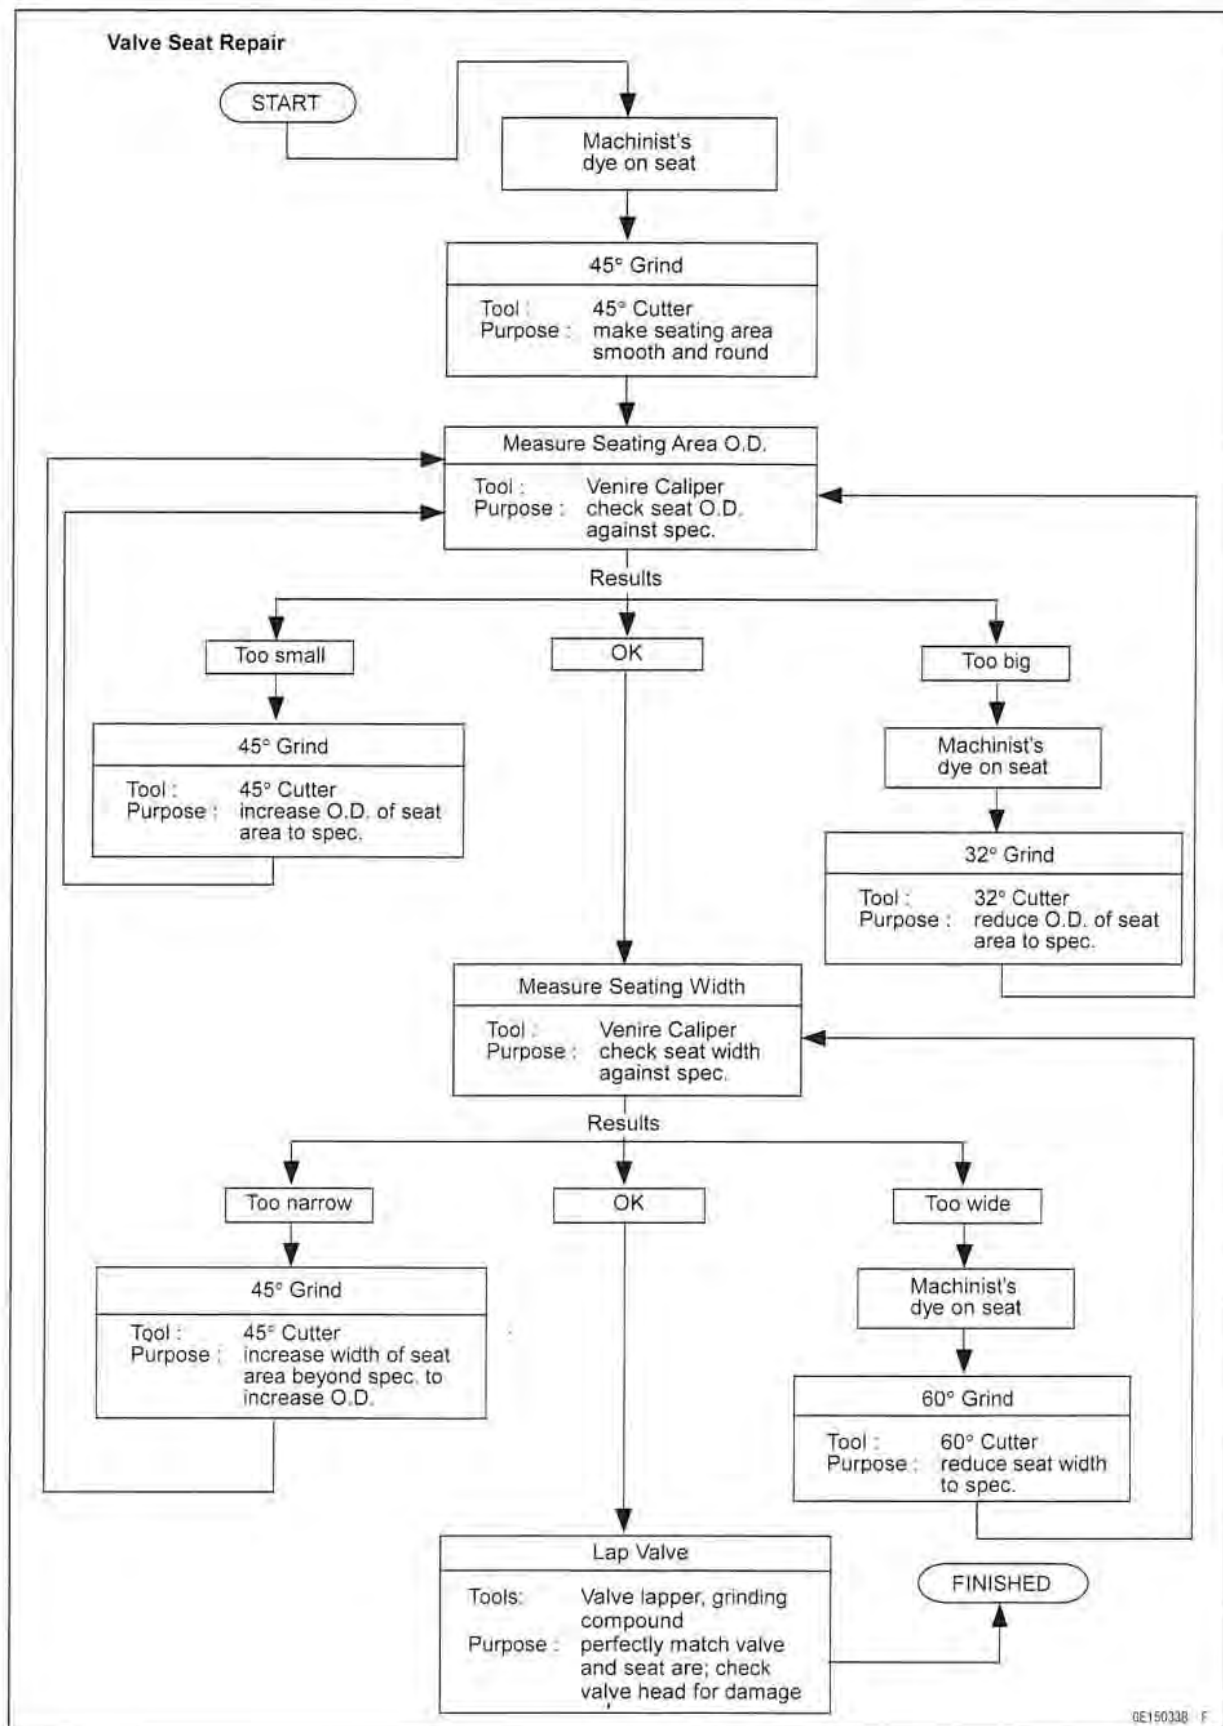 Valve Seat Repair
START
Machinist's
dye on seat
45° Grind
Tool : 45° Cutter
Purpose : make seating area
smooth and round
Measure Seating Area O.D.
Tool : Venire Caliper
Purpose : check seat O.D.
against spec.
Results
Too small
OK
Too big
45° Grind
Tool : 45° Cutter
Purpose : increase O.D. of seat
area to spec.
Machinist's
dye on seat
32° Grind
Tool : 32° Cutter
Purpose : reduce O.D. of seat
area to spec.
Measure Seating Width
Tool : Venire Caliper
Purpose : check seat width
against spec.
Results
Too narrow
OK
Too wide
45° Grind
Tool : 45° Cutter
Purpose : increase width of seat
area beyond spec. to
increase O.D.
Machinist's
dye on seat
60° Grind
Tool : 60° Cutter
Purpose : reduce seat width
to spec.
Lap Valve
Tools: Valve lapper, grinding
compound
Purpose : perfectly match valve
and seat are; check
valve head for damage
FINISHED
GE150338 F